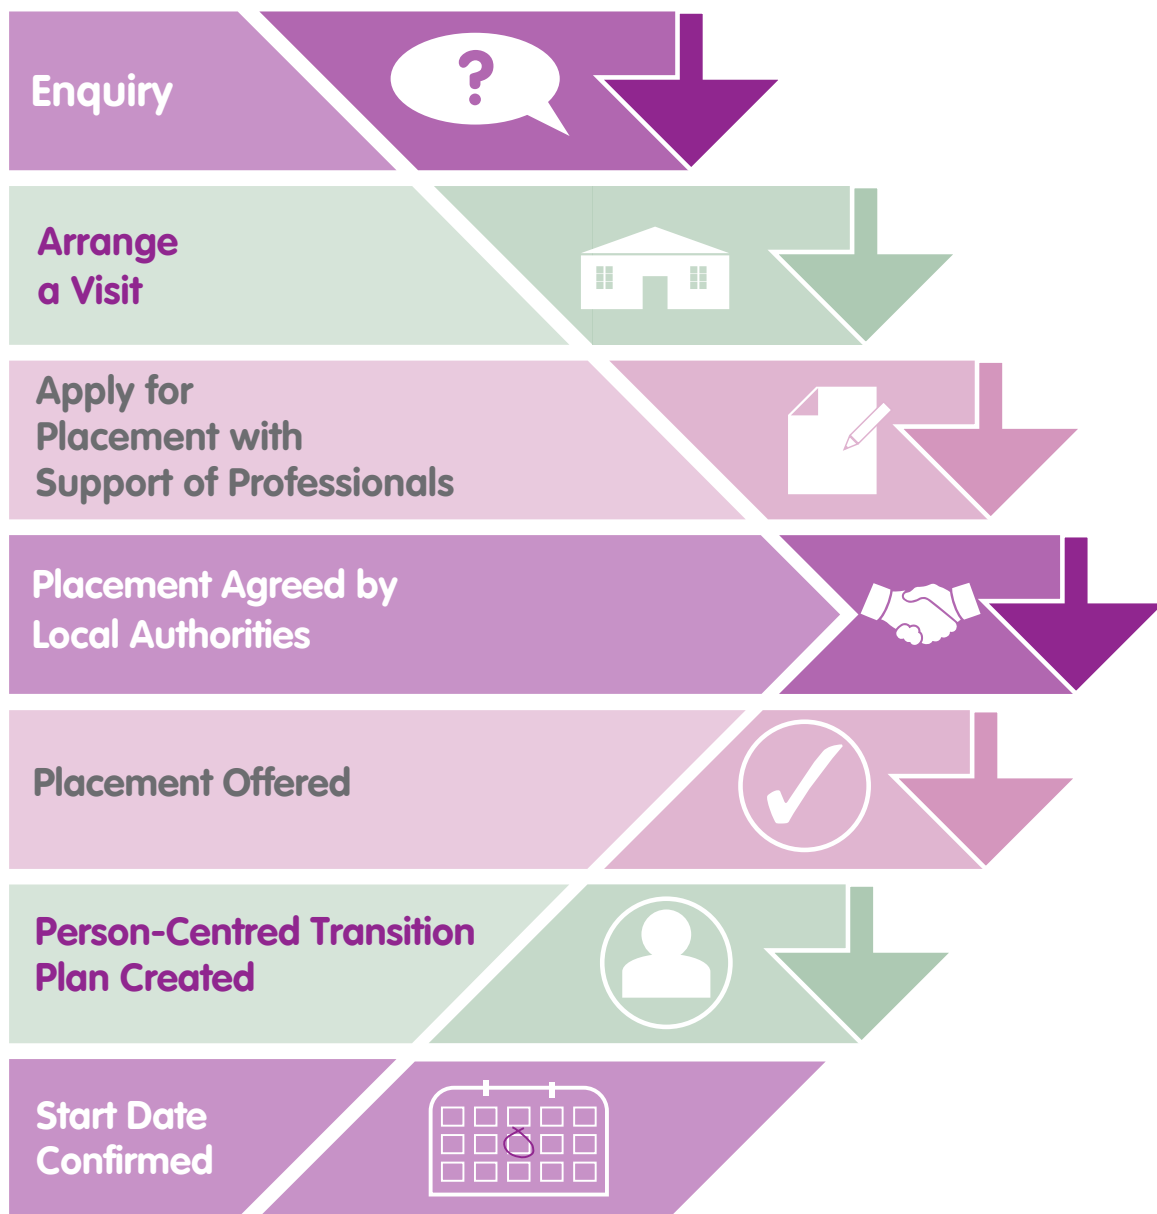 Enquiry
Arrange
a Visit
Apply for
Placement with
Support of Professionals
Placement Agreed by
Local Authorities
Placement Offered
Person-Centred Transition
Plan Created
Start Date
Confirmed